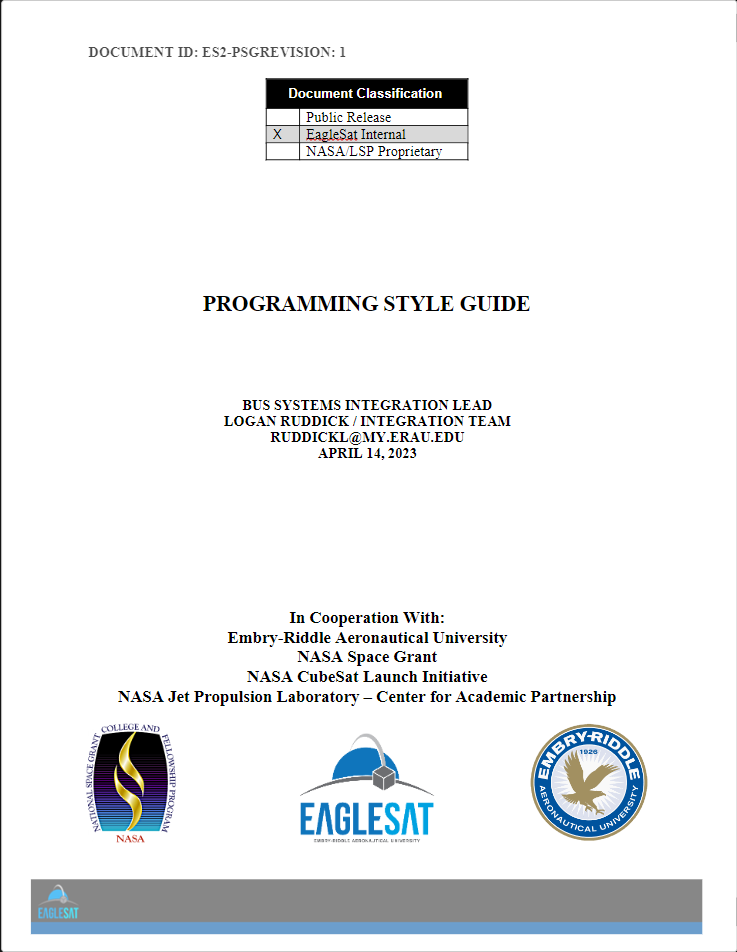 DOCUMENT ID: ES2-PSGREVISION: 1
Document Classification
Public Release
X EagleSat Internal
NASA/LSP Proprietary
PROGRAMMING STYLE GUIDE
BUS SYSTEMS INTEGRATION LEAD
LOGAN RUDDICK / INTEGRATION TEAM
RUDDICKL@MY.ERAU.EDU
APRIL 14, 2023
In Cooperation With:
Embry-Riddle Aeronautical University
NASA Space Grant
NASA CubeSat Launch Initiative
NASA Jet Propulsion Laboratory – Center for Academic Partnership
NATIONAL SPACE GRANT COLLEGE AND FELLOWSHIP PROGRAM
NASA
EAGLESAT
EMBRY-RIDDLE AERONAUTICAL UNIVERSITY
EMBRY-RIDDLE
1926
AERONAUTICAL UNIVERSITY
EAGLESAT